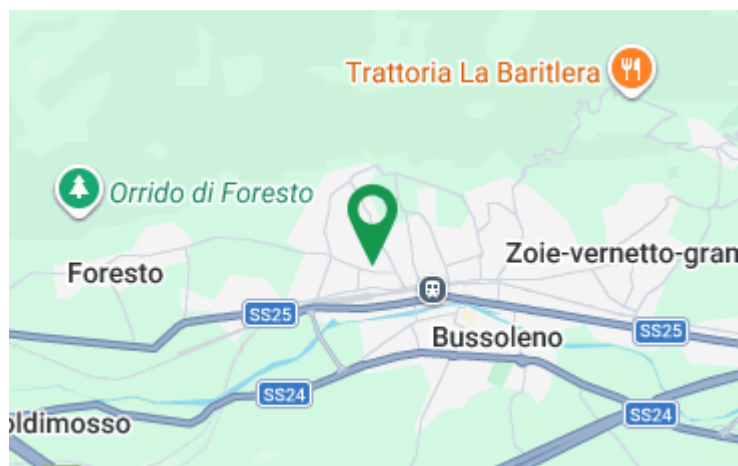 Trattoria La Baritlera
Orrido di Foresto
Zoie-vernetto-gran
Foresto
SS25
SS25
Bussoleno
SS24
SS24
oldimosso